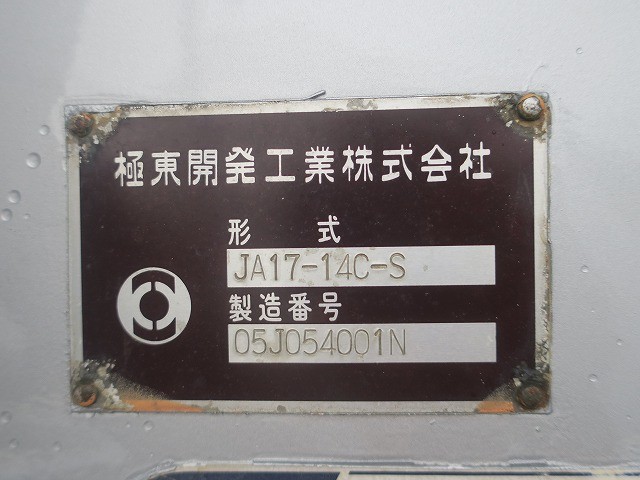 極東開発工業株式会社
形 式
JA17-14C-S
製造番号
05J054001N